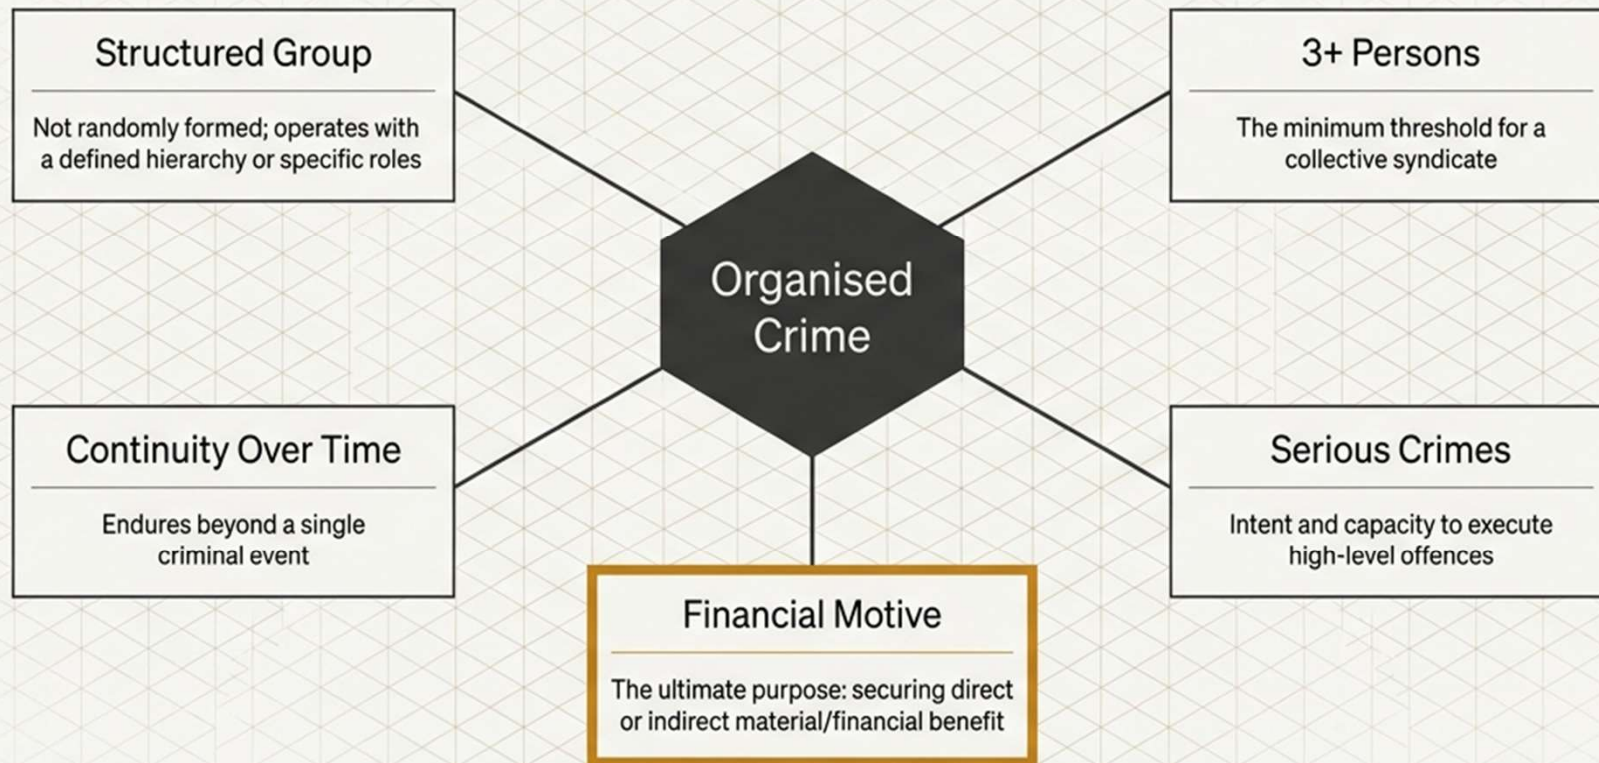 Structured Group
Not randomly formed; operates with
a defined hierarchy or specific roles
3+ Persons
The minimum threshold for a
collective syndicate
Organised
Crime
Continuity Over Time
Endures beyond a single
criminal event
Serious Crimes
Intent and capacity to execute
high-level offences
Financial Motive
The ultimate purpose: securing direct
or indirect material/financial benefit